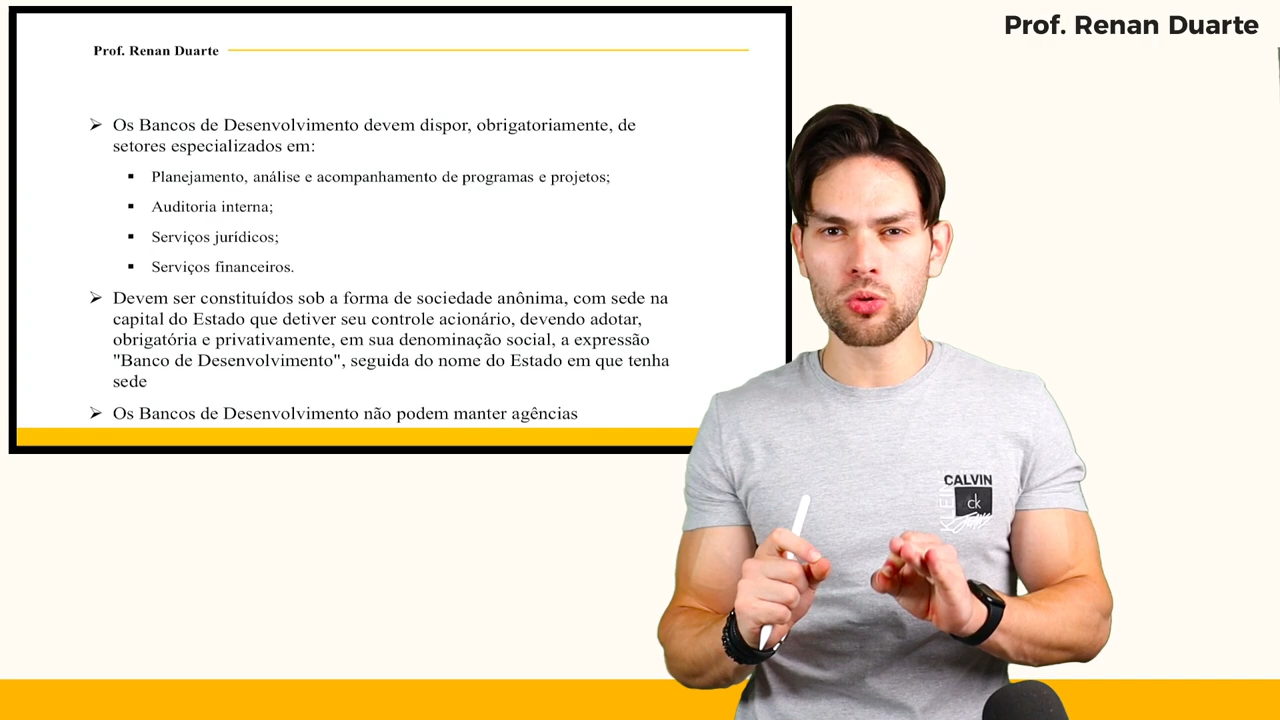 Prof. Renan Duarte
Prof. Renan Duarte
Os Bancos de Desenvolvimento devem dispor, obrigatoriamente, de
setores especializados em:
Planejamento, análise e acompanhamento de programas e projetos;
Auditoria interna;
Serviços jurídicos;
Serviços financeiros.
Devem ser constituídos sob a forma de sociedade anônima, com sede na
capital do Estado que detiver seu controle acionário, devendo adotar,
obrigatória e privativamente, em sua denominação social, a expressão
"Banco de Desenvolvimento", seguida do nome do Estado em que tenha
sede
Os Bancos de Desenvolvimento não podem manter agências
CALVIN
ck